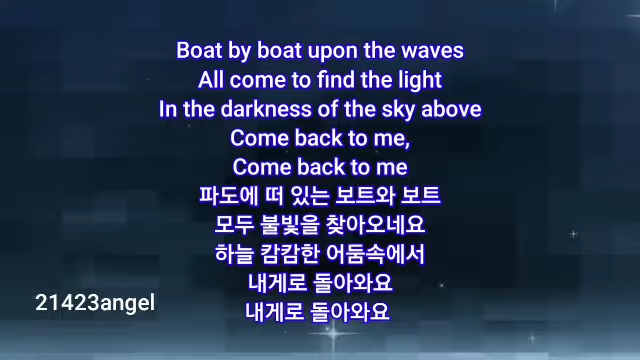 Boat by boat upon the waves
All come to find the light
In the darkness of the sky above
Come back to me,
Come back to me
파도에 떠 있는 보트와 보트
모두 불빛을 찾아오네요
하늘 캄캄한 어둠속에서
내게로 돌아와요
내게로 돌아와요
21423angel